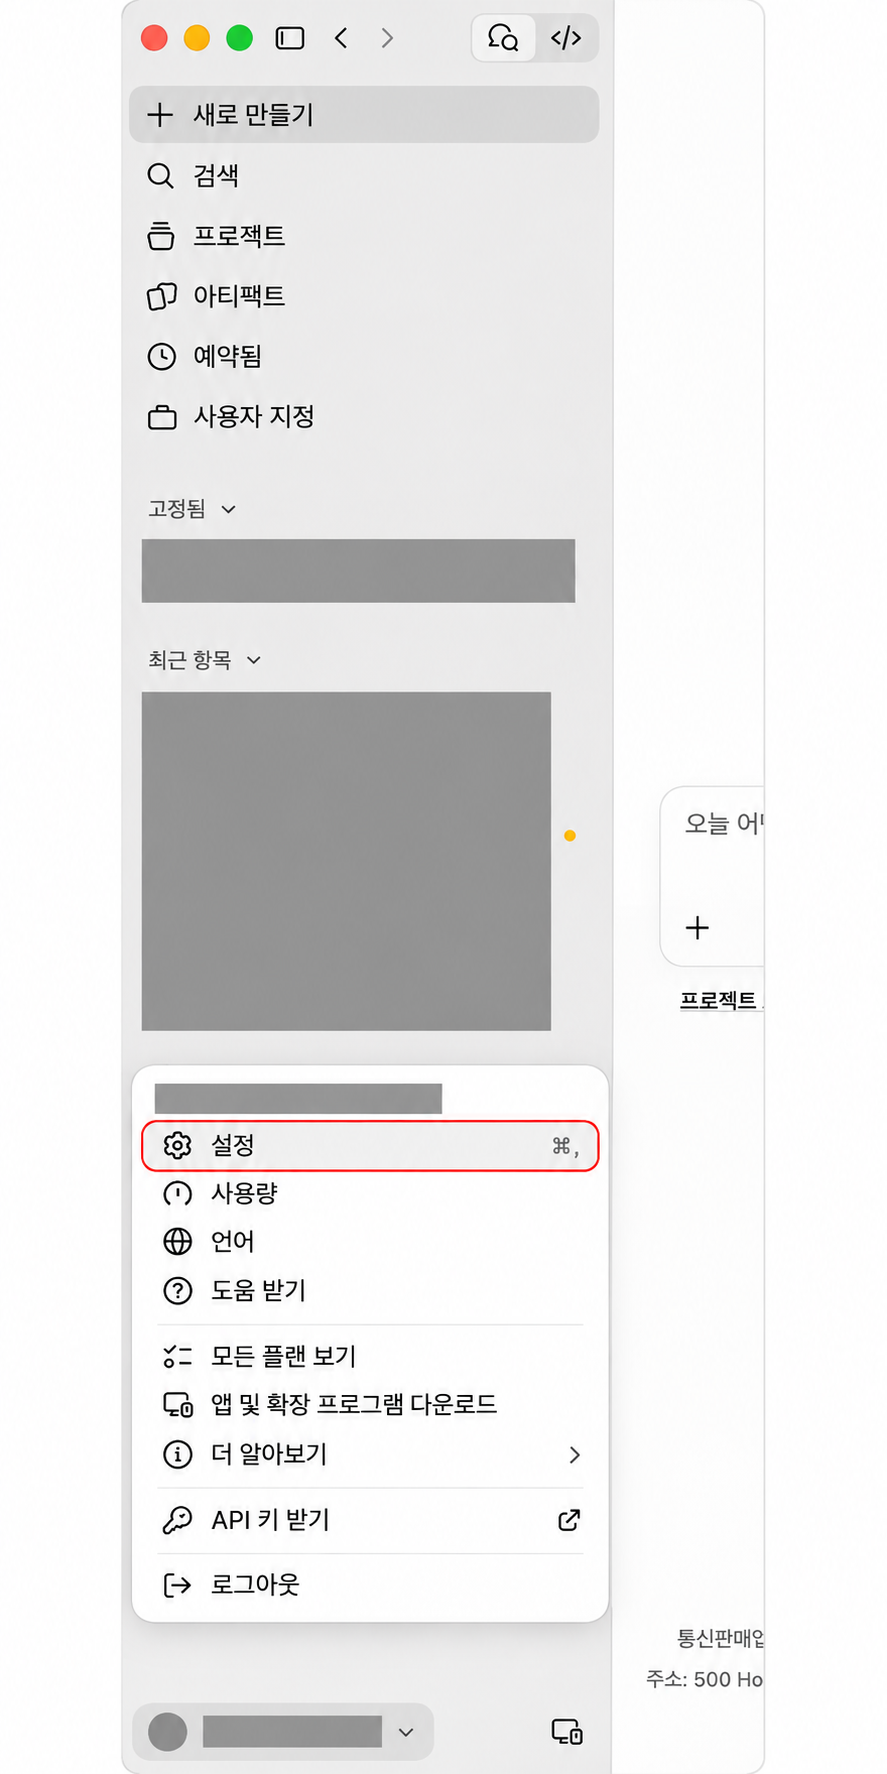 </>
새로 만들기
검색
프로젝트
아티팩트
예약됨
사용자 지정
고정됨
최근 항목
오늘
프로젝트
설정 ⌘,
사용량
언어
도움 받기
모든 플랜 보기
앱 및 확장 프로그램 다운로드
더 알아보기
API 키 받기
로그아웃
통신판매업
주소: 500 Ho